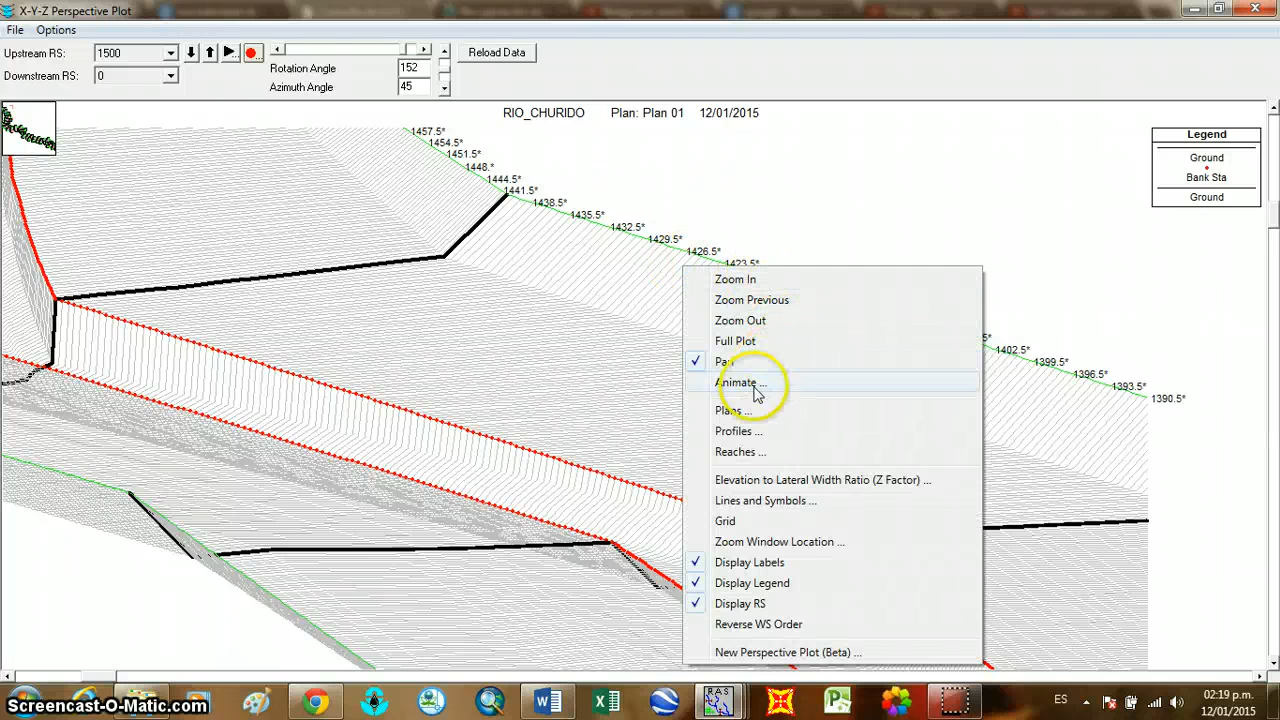 X-Y-Z Perspective Plot
File Options
Upstream RS: 1500
Downstream RS: 0
Rotation Angle 152
Azimuth Angle 45
Reload Data
RIO_CHURIDO Plan: Plan 01 12/01/2015
Legend
Ground
Bank Sta
Ground
1457.5*
1454.5*
1451.5*
1448.*
1444.5*
1441.5*
1438.5*
1435.5*
1432.5*
1429.5*
1426.5*
1423.5*
5*
1402.5*
1399.5*
1396.5*
1393.5*
1390.5*
Zoom In
Zoom Previous
Zoom Out
Full Plot
Pan
Animate ...
Plans ...
Profiles ...
Reaches ...
Elevation to Lateral Width Ratio (Z Factor) ...
Lines and Symbols ...
Grid
Zoom Window Location ...
Display Labels
Display Legend
Display RS
Reverse WS Order
New Perspective Plot (Beta) ...
RAS
ES
02:19 p.m.
12/01/2015
Screencast-O-Matic.com